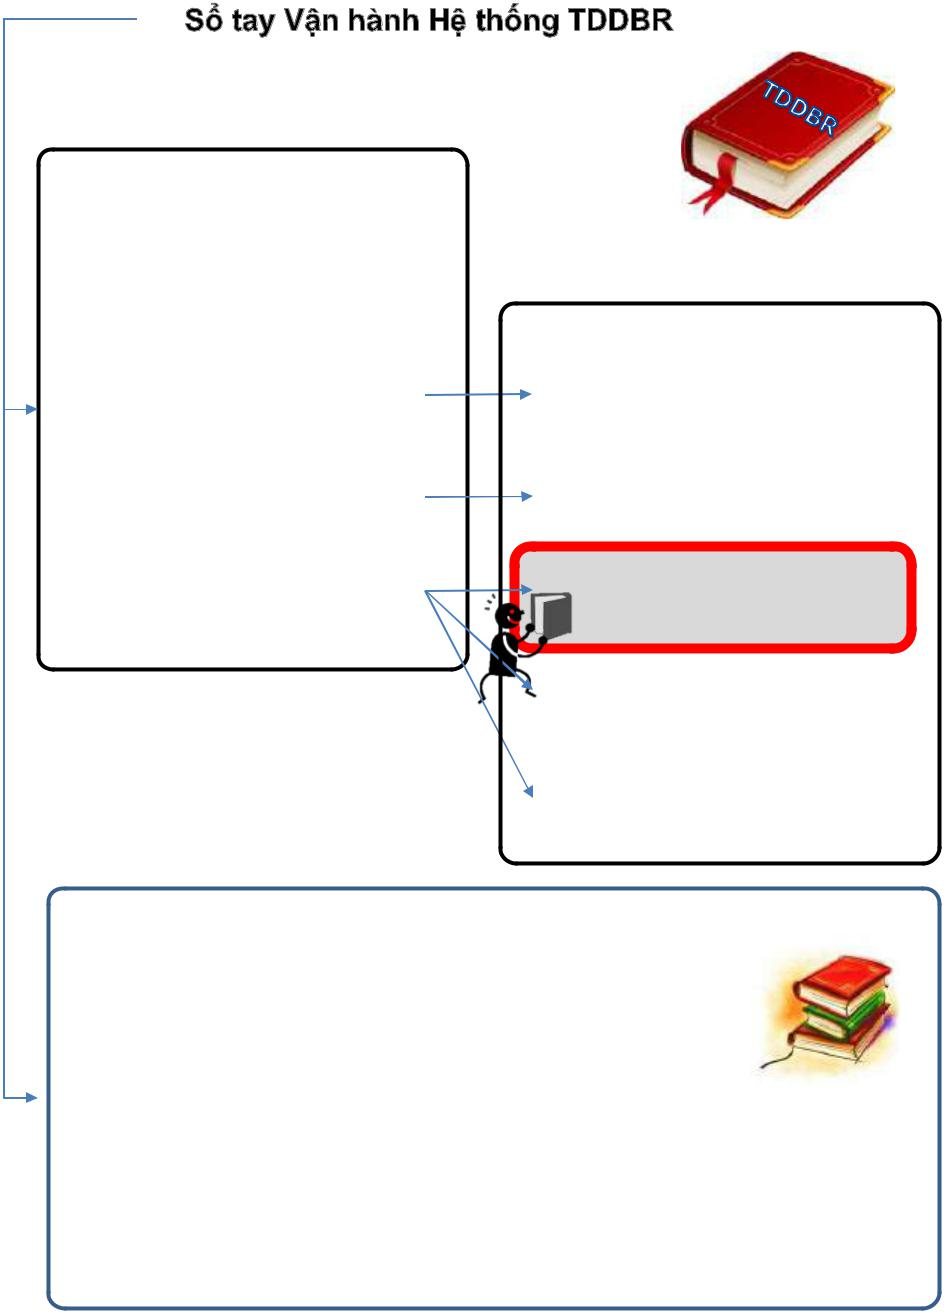 Sổ tay Vận hành Hệ thống TDDBR
TDDBR